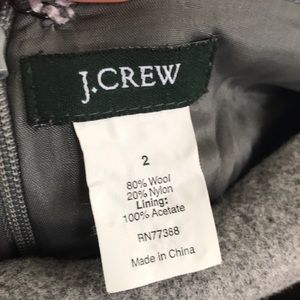 J.CREW
2
80% Wool
20% Nylon
Lining:
100% Acetate
RN77388
Made in China